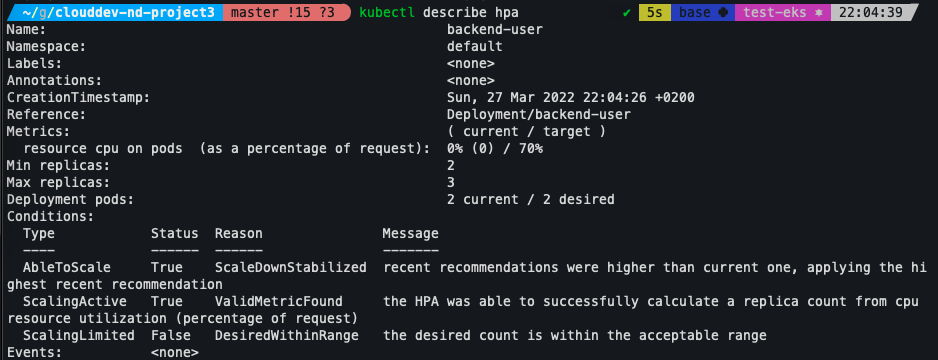 ~/g/clouddev-nd-project3 master !15 ?3 kubectl describe hpa ✔ 5s base test-eks 22:04:39
Name: backend-user
Namespace: default
Labels: <none>
Annotations: <none>
CreationTimestamp: Sun, 27 Mar 2022 22:04:26 +0200
Reference: Deployment/backend-user
Metrics: ( current / target )
resource cpu on pods (as a percentage of request): 0% (0) / 70%
Min replicas: 2
Max replicas: 3
Deployment pods: 2 current / 2 desired
Conditions:
Type Status Reason Message
---- ------ ------ -------
AbleToScale True ScaleDownStabilized recent recommendations were higher than current one, applying the hi
ghest recent recommendation
ScalingActive True ValidMetricFound the HPA was able to successfully calculate a replica count from cpu
resource utilization (percentage of request)
ScalingLimited False DesiredWithinRange the desired count is within the acceptable range
Events: <none>